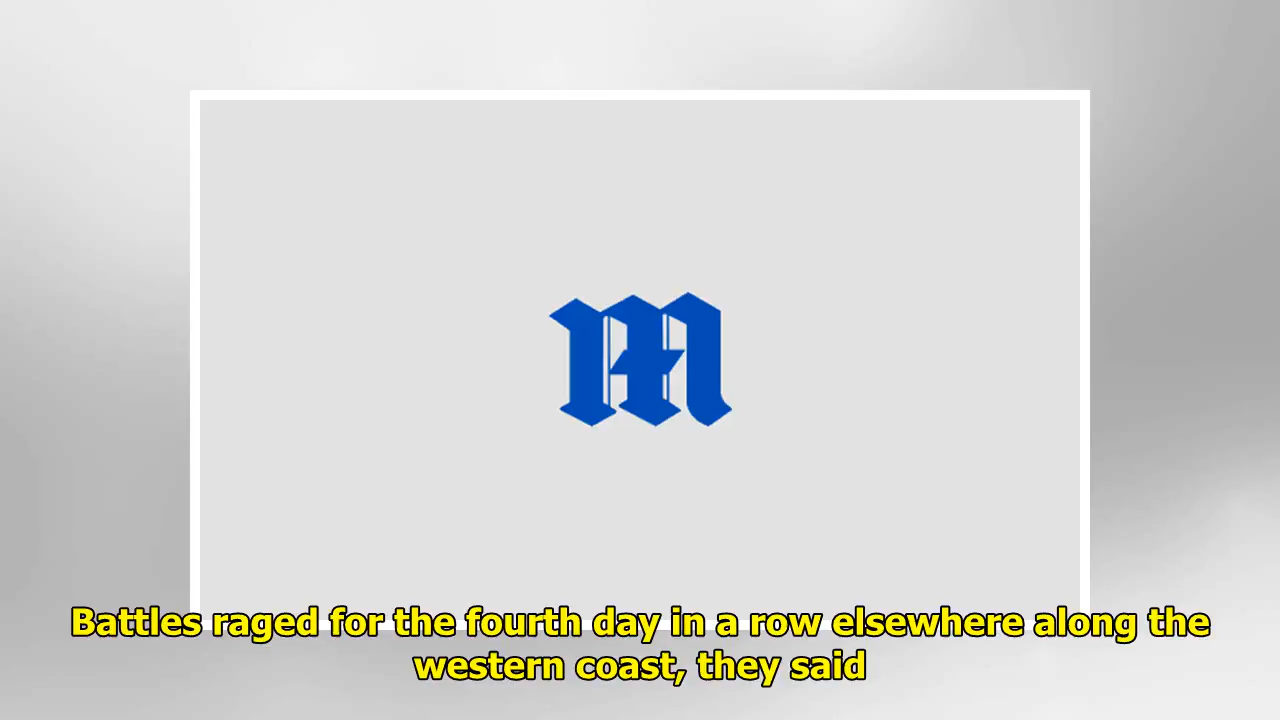 m
Battles raged for the fourth day in a row elsewhere along the
western coast, they said